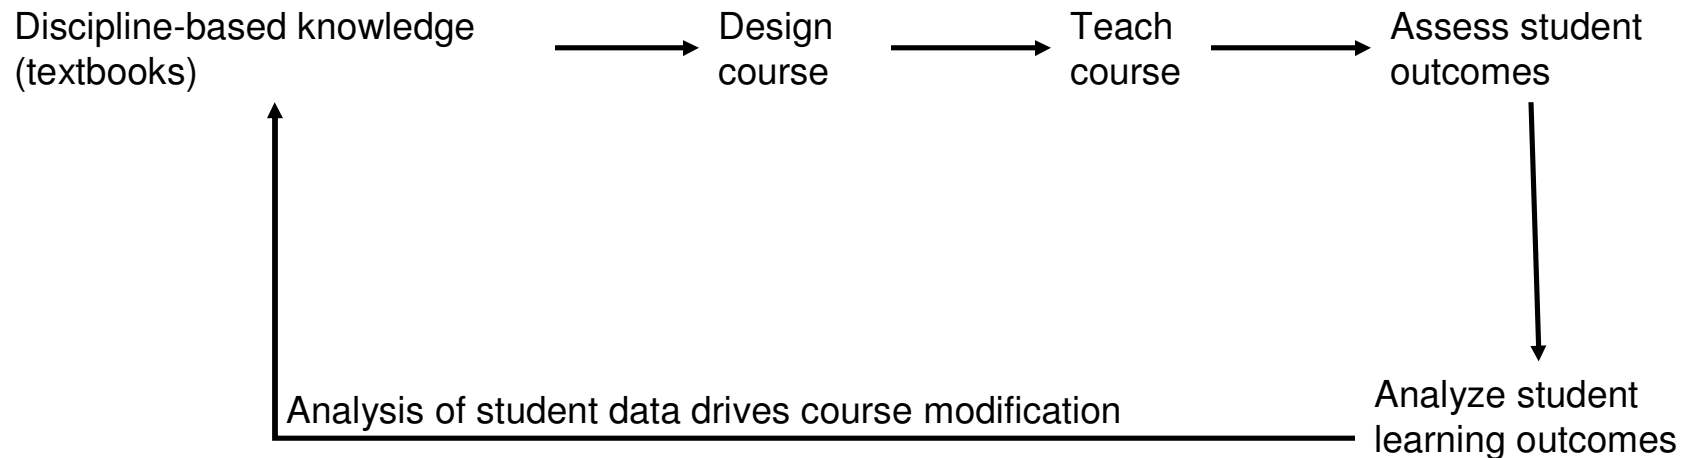 Discipline-based knowledge
(textbooks)
Design
course
Teach
course
Assess student
outcomes
Analyze student
learning outcomes
Analysis of student data drives course modification